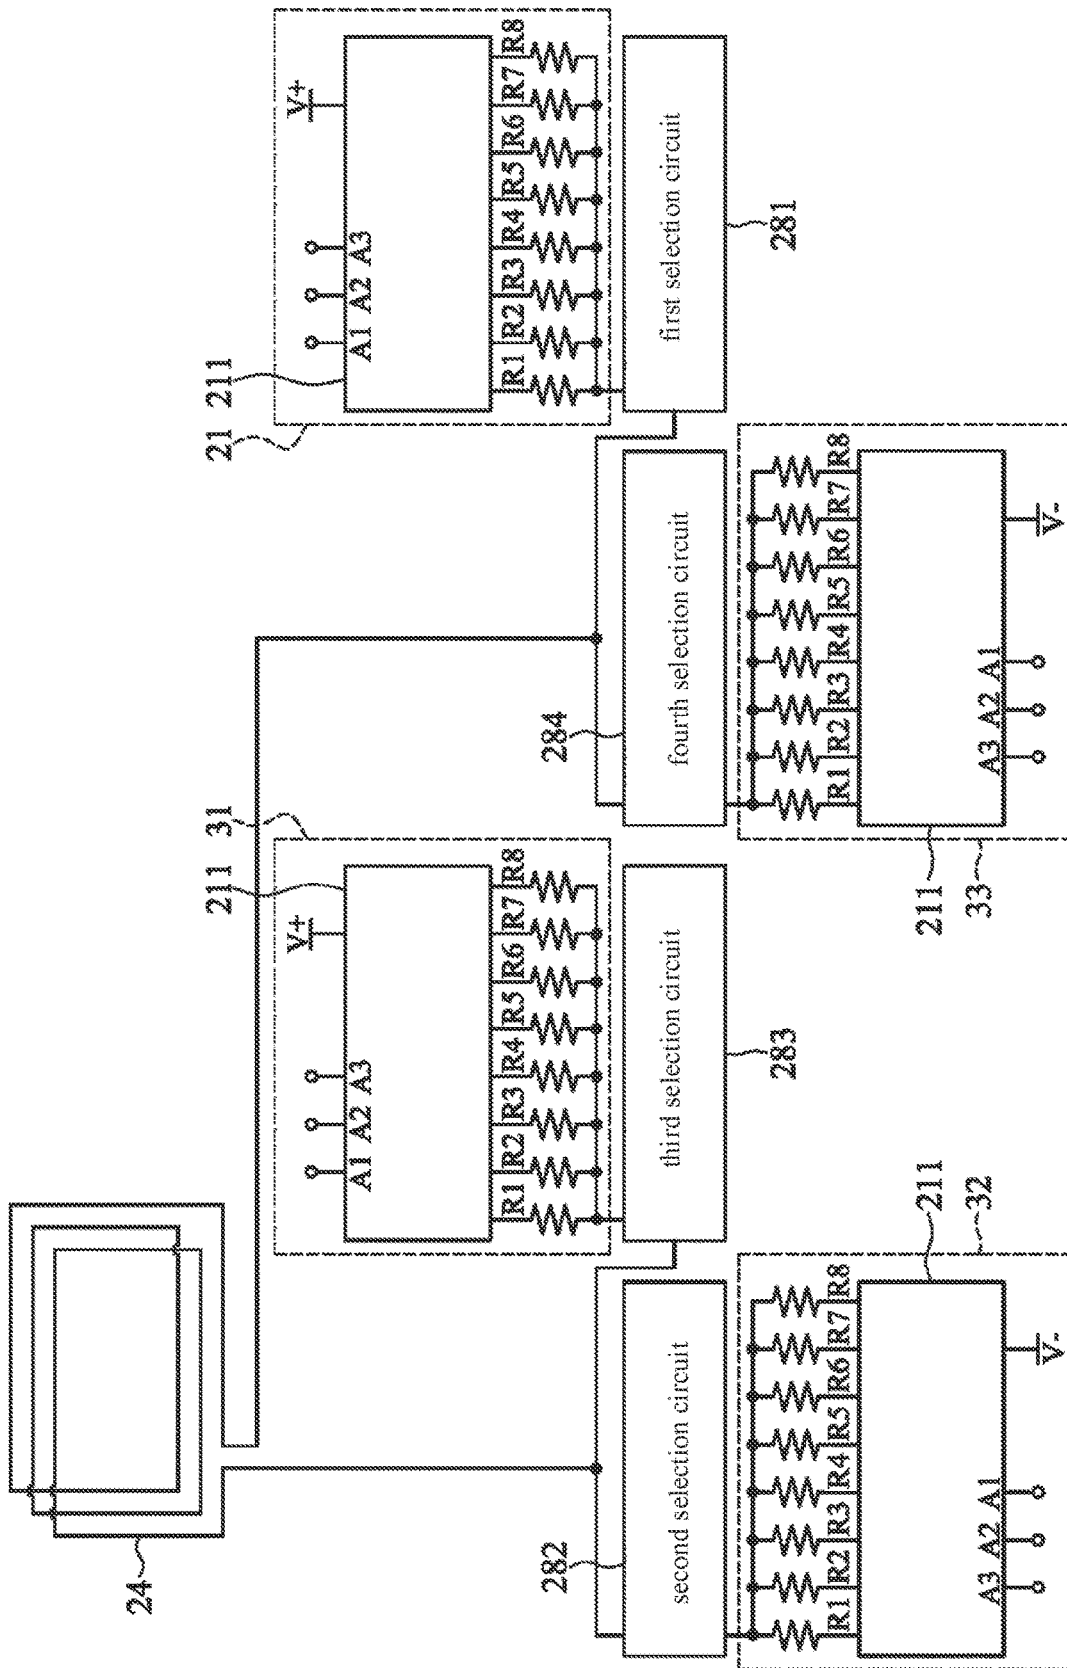 24
211
V+
A1 A2 A3
R1 R2 R3 R4 R5 R6 R7 R8
31
third selection circuit
283
211
V+
A1 A2 A3
R1 R2 R3 R4 R5 R6 R7 R8
21
first selection circuit
281
282
second selection circuit
R1 R2 R3 R4 R5 R6 R7 R8
A3 A2 A1
V-
211
32
284
fourth selection circuit
R1 R2 R3 R4 R5 R6 R7 R8
A3 A2 A1
V-
211
33